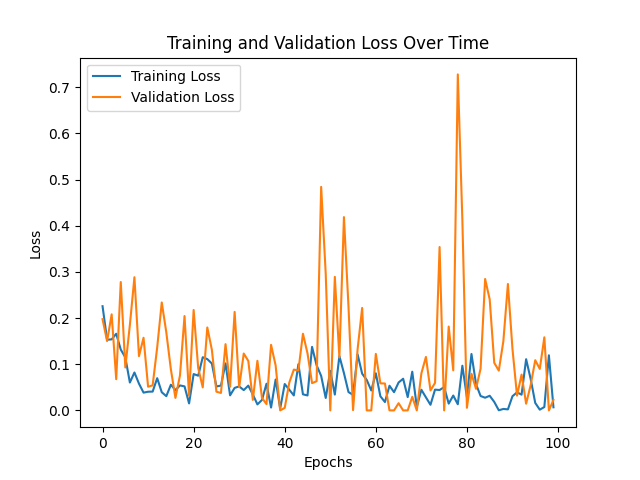 Training and Validation Loss Over Time
Training Loss
Validation Loss
Loss
0.7
0.6
0.5
0.4
0.3
0.2
0.1
0.0
0 20 40 60 80 100
Epochs